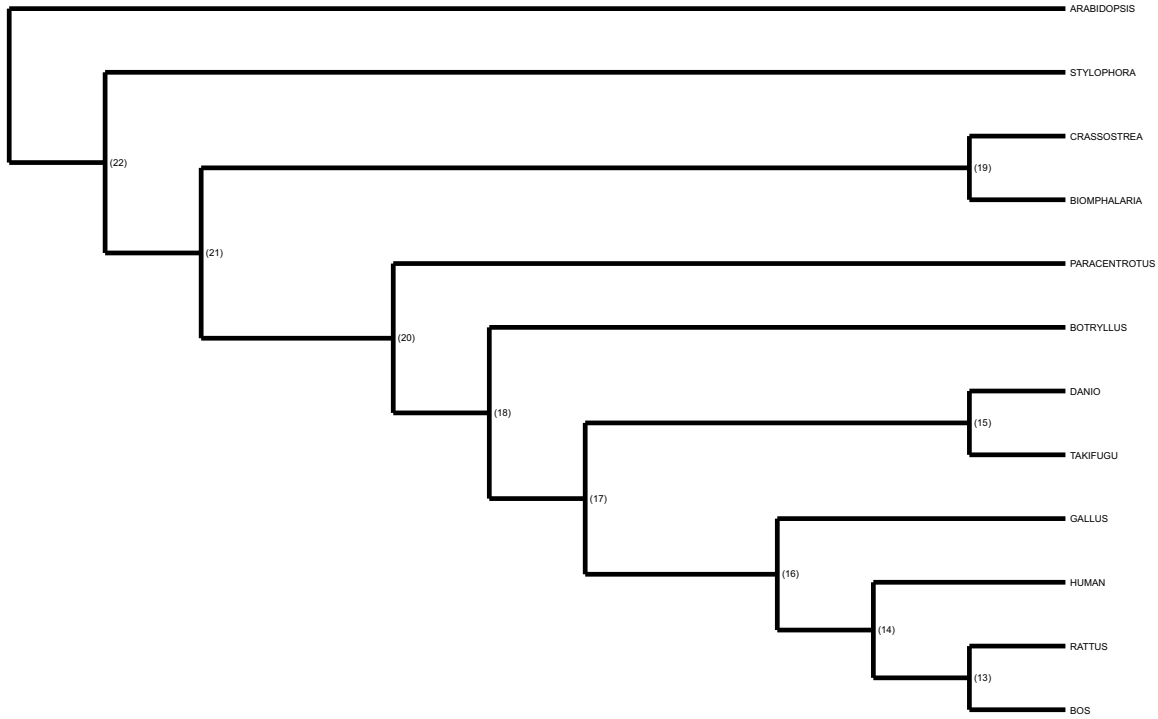 ARABIDOPSIS
STYLOPHORA
CRASSOSTREA
(22)
(19)
BIOMPHALARIA
(21)
PARACENTROTUS
BOTRYLLUS
(20)
DANIO
(18)
(15)
TAKIFUGU
(17)
GALLUS
(16)
HUMAN
(14)
RATTUS
(13)
BOS